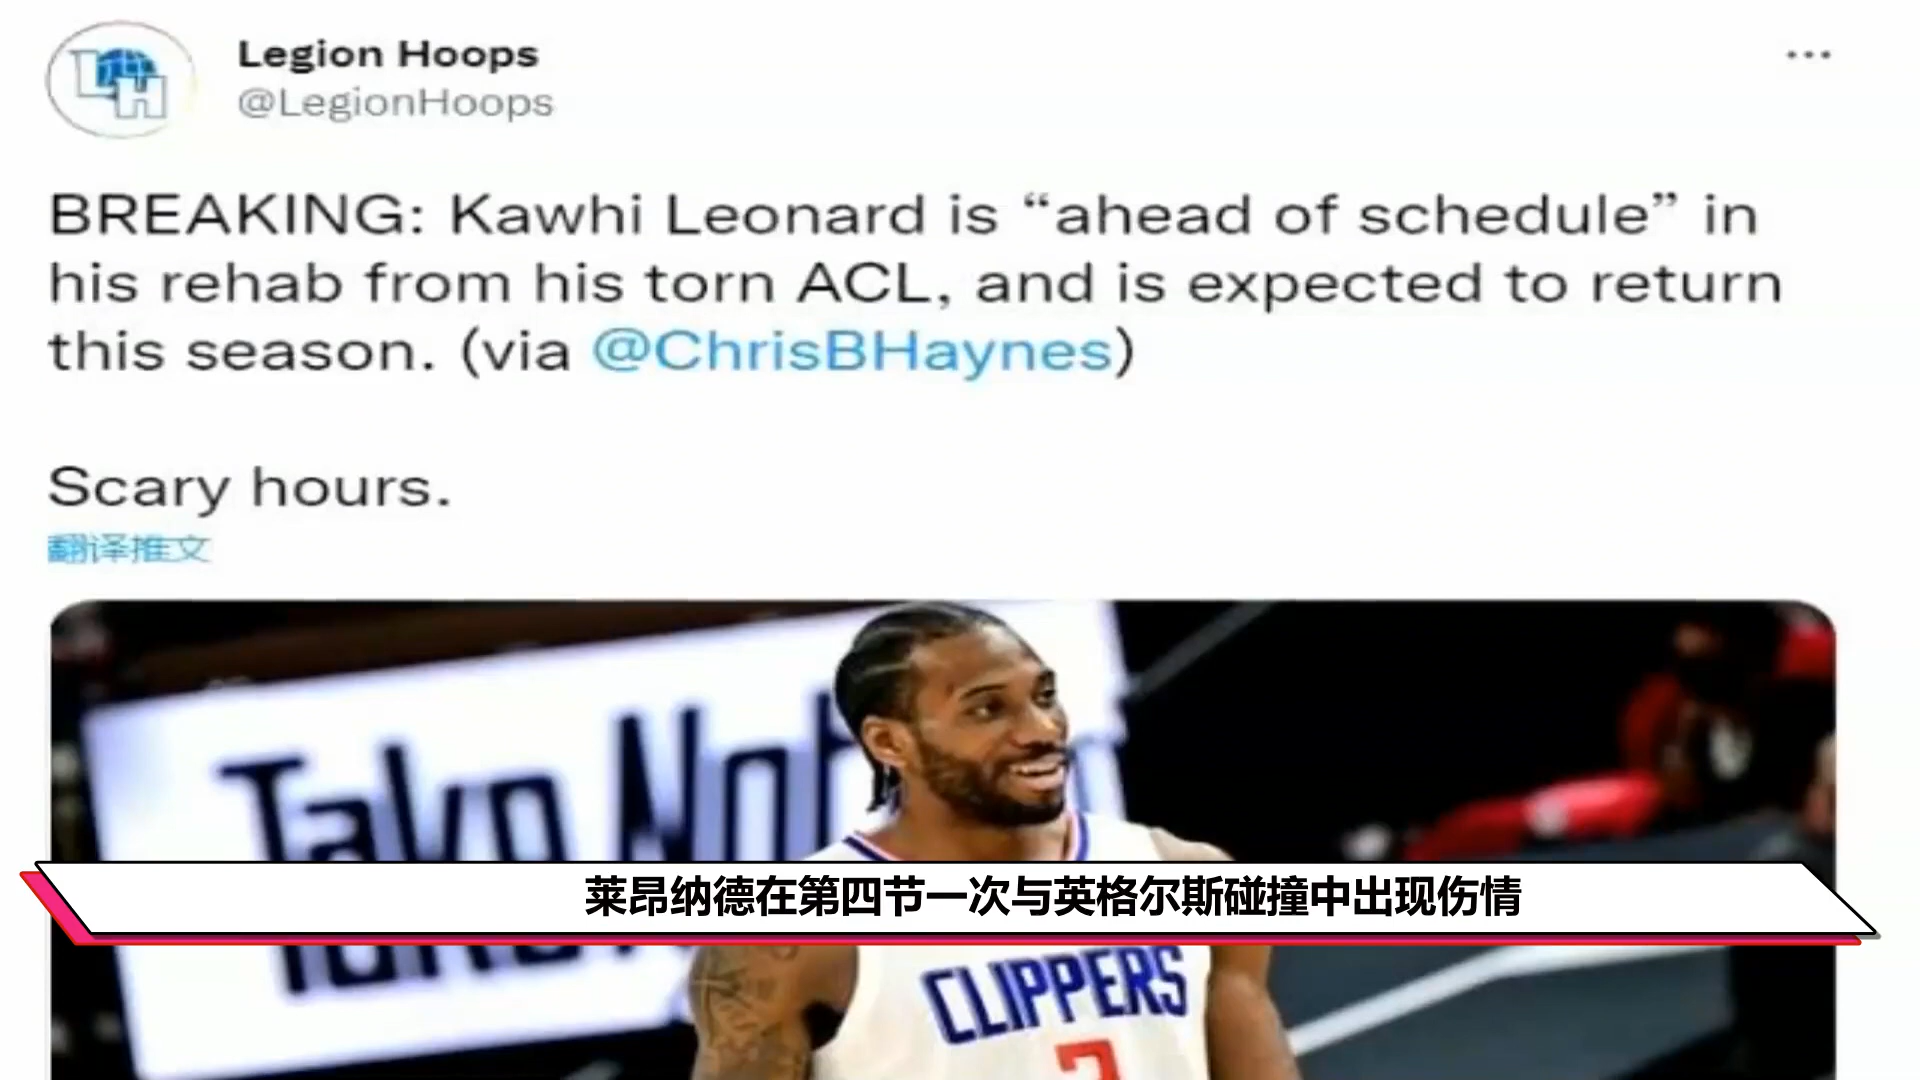 Legion Hoops
@LegionHoops
BREAKING: Kawhi Leonard is “ahead of schedule” in
his rehab from his torn ACL, and is expected to return
this season. (via @ChrisBHaynes)
Scary hours.
翻译推文
莱昂纳德在第四节一次与英格尔斯碰撞中出现伤情
CLIPPERS